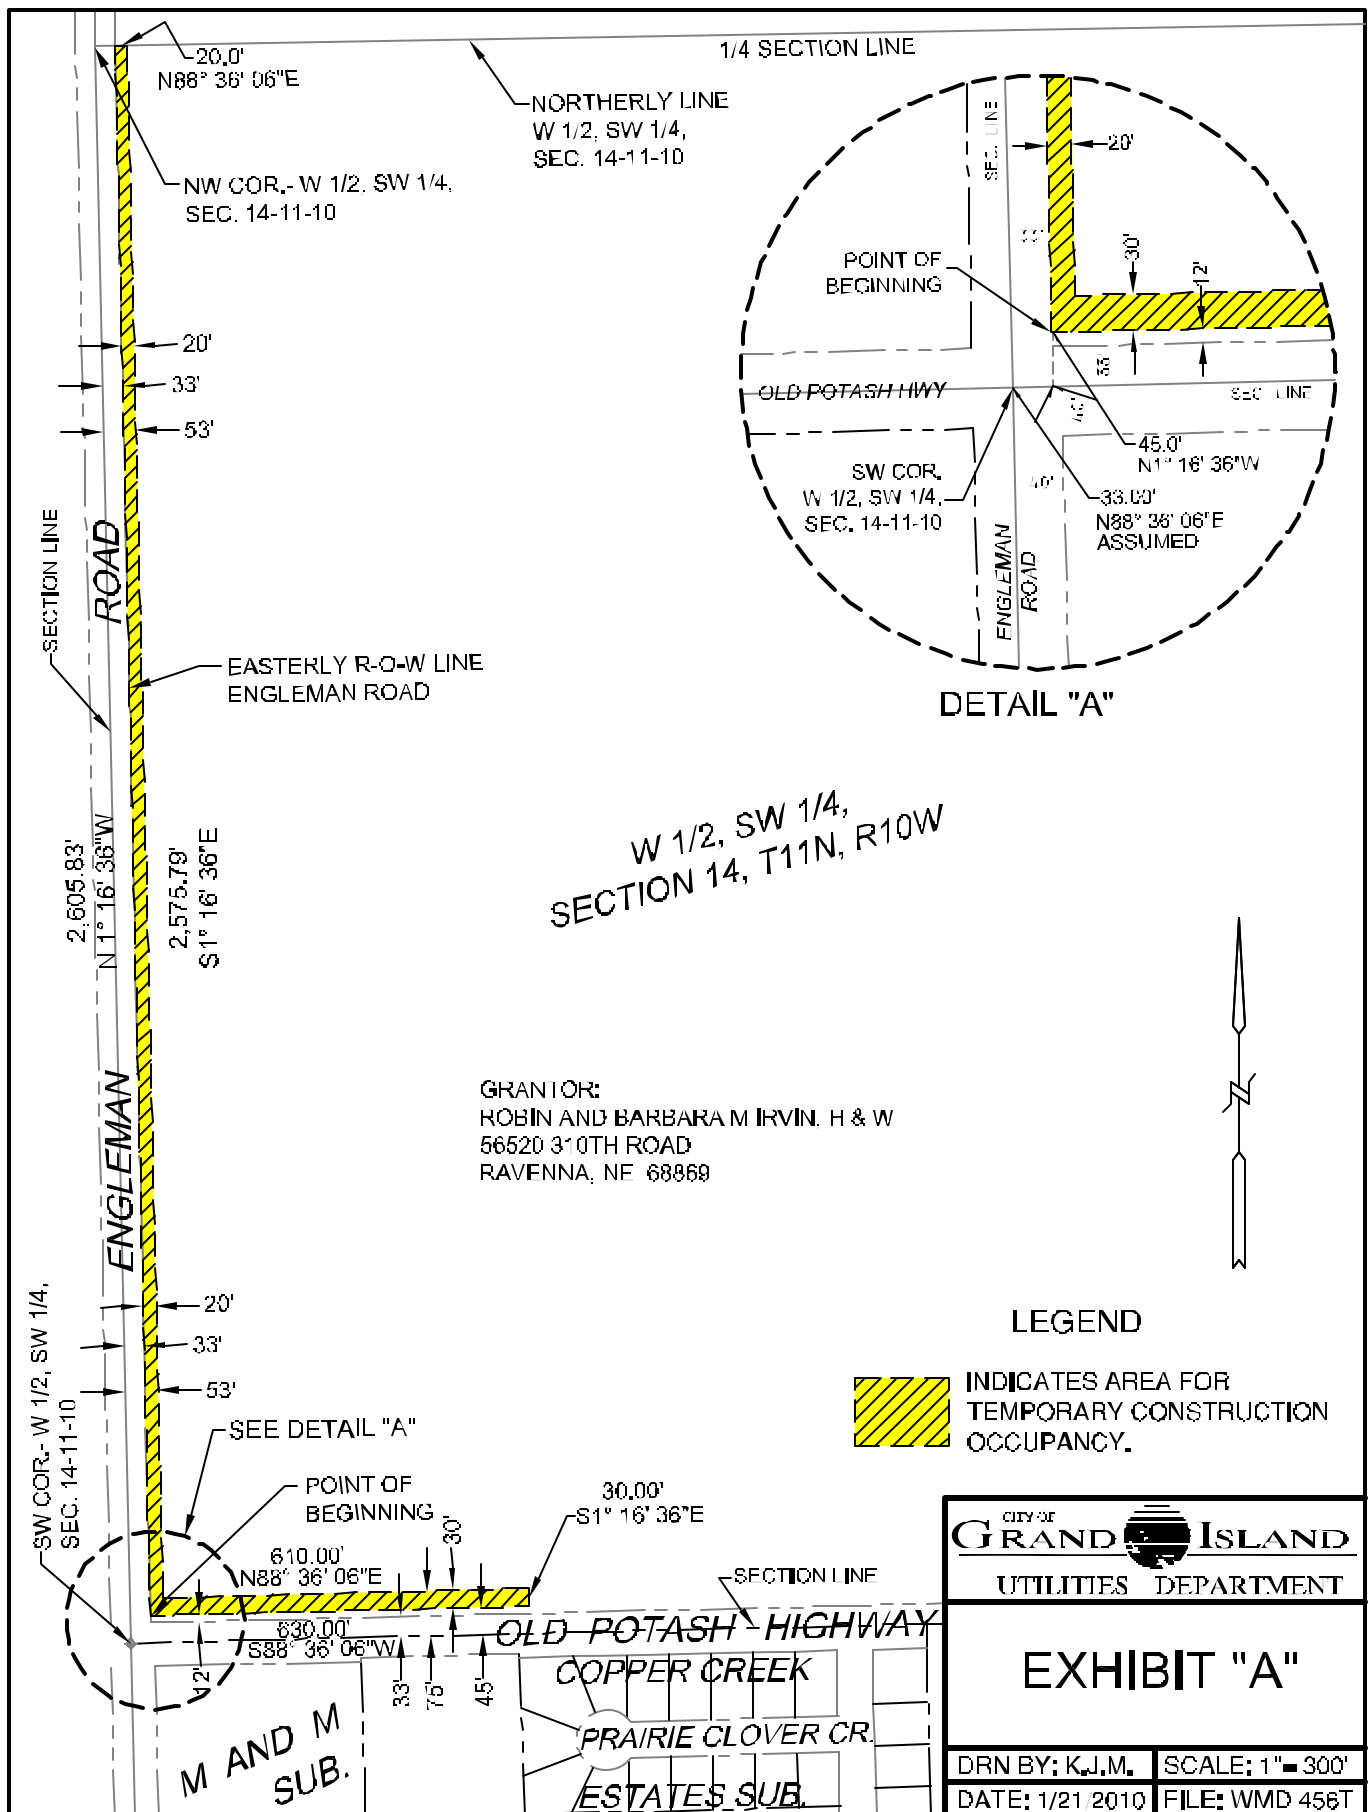 20.0'
N88° 36' 06"E
1/4 SECTION LINE
NORTHERLY LINE
W 1/2, SW 1/4,
SEC. 14-11-10
NW COR.- W 1/2, SW 1/4,
SEC. 14-11-10
20'
33'
53'
SECTION LINE
ROAD
EASTERLY R-O-W LINE
ENGLEMAN ROAD
2,605.83'
N 1° 16' 36"W
2,575.79'
S1° 16' 36"E
ENGLEMAN
SEC. LINE
20'
33'
POINT OF
BEGINNING
30'
12'
33'
OLD POTASH HWY
SEC. LINE
40'
45.0'
N1° 16' 36"W
SW COR.
W 1/2, SW 1/4,
SEC. 14-11-10
40'
33.00'
N88° 36' 06"E
ASSUMED
ENGLEMAN
ROAD
DETAIL "A"
W 1/2, SW 1/4,
SECTION 14, T11N, R10W
GRANTOR:
ROBIN AND BARBARA M IRVIN, H & W
56520 310TH ROAD
RAVENNA, NE 68869
20'
33'
53'
SW COR.- W 1/2, SW 1/4,
SEC. 14-11-10
SEE DETAIL "A"
POINT OF
BEGINNING
30.00'
S1° 16' 36"E
30'
610.00'
N88° 36' 06"E
SECTION LINE
630.00'
S88° 36' 06"W
12'
33'
75'
45'
OLD POTASH HIGHWAY
COPPER CREEK
PRAIRIE CLOVER CR.
ESTATES SUB.
M AND M
SUB.
LEGEND
INDICATES AREA FOR
TEMPORARY CONSTRUCTION
OCCUPANCY.
CITY OF
GRAND ISLAND
UTILITIES DEPARTMENT
EXHIBIT "A"
DRN BY: K.J.M.
SCALE: 1"=300'
DATE: 1/21/2010
FILE: WMD 456T